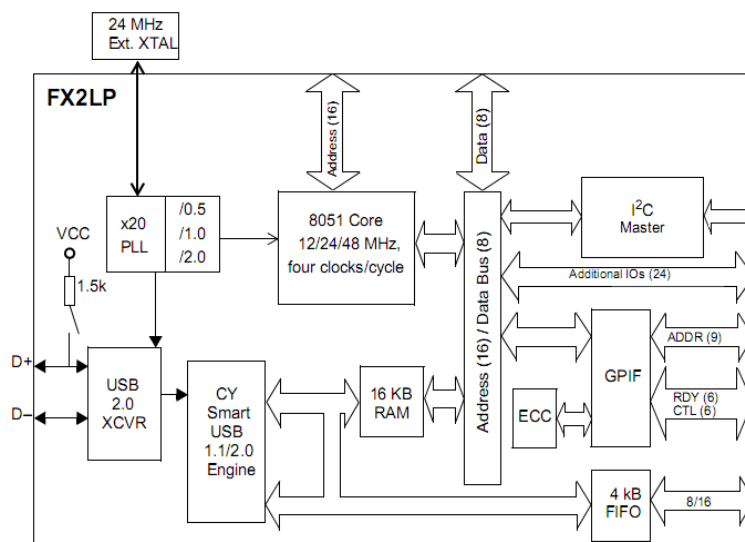 24 MHz
Ext. XTAL
FX2LP
Address (16)
Data (8)
VCC
1.5k
x20
PLL
/0.5
/1.0
/2.0
8051 Core
12/24/48 MHz,
four clocks/cycle
I²C
Master
Additional IOs (24)
Address (16) / Data Bus (8)
D+
D–
USB
2.0
XCVR
CY
Smart
USB
1.1/2.0
Engine
16 KB
RAM
ECC
GPIF
ADDR (9)
RDY (6)
CTL (6)
4 kB
FIFO
8/16